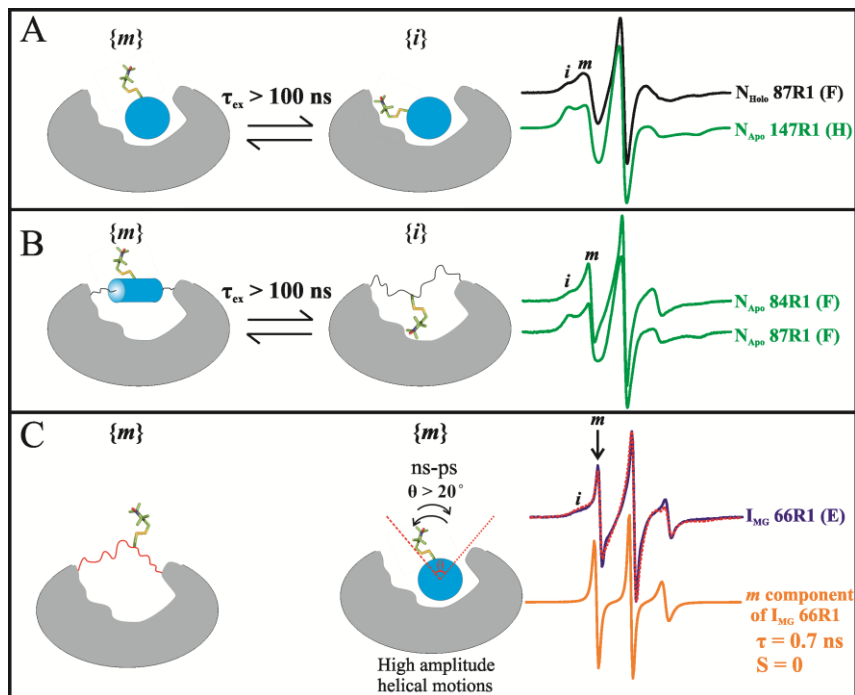 A
{m}
{i}
τex > 100 ns
i m
NHolo 87R1 (F)
NApo 147R1 (H)
B
{m}
{i}
τex > 100 ns
i m
NApo 84R1 (F)
NApo 87R1 (F)
C
{m}
{m}
ns-ps
θ > 20°
High amplitude
helical motions
m
i
IMG 66R1 (E)
m component
of IMG 66R1
τ = 0.7 ns
S = 0